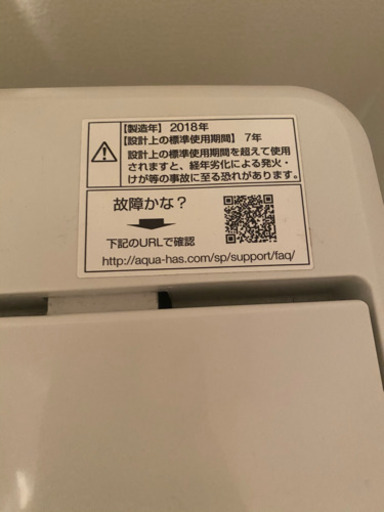 【製造年】2018年
【設計上の標準使用期間】7年
設計上の標準使用期間を超えて使用
されますと、経年劣化による発火・
けが等の事故に至る恐れがあります。
故障かな？
下記のURLで確認
http://aqua-has.com/sp/support/faq/